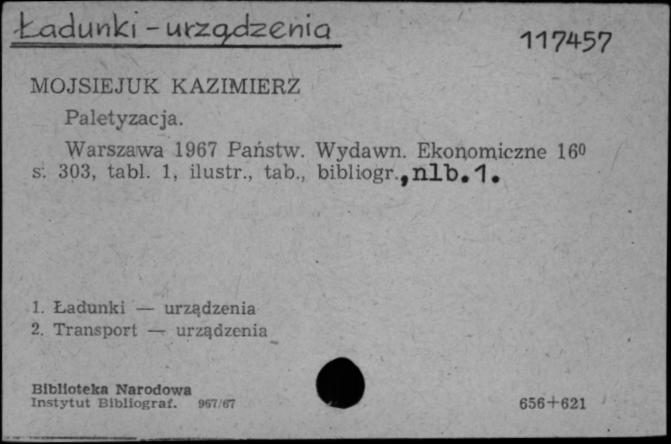 Ładunki - urządzenia
117457
MOJSIEJUK KAZIMIERZ
Paletyzacja.
Warszawa 1967 Państw. Wydawn. Ekonomiczne 16⁰
s. 303, tabl. 1, ilustr., tab., bibliogr., nlb. 1.
1. Ładunki — urządzenia
2. Transport — urządzenia
Biblioteka Narodowa
Instytut Bibliograf. 967/67
656+621